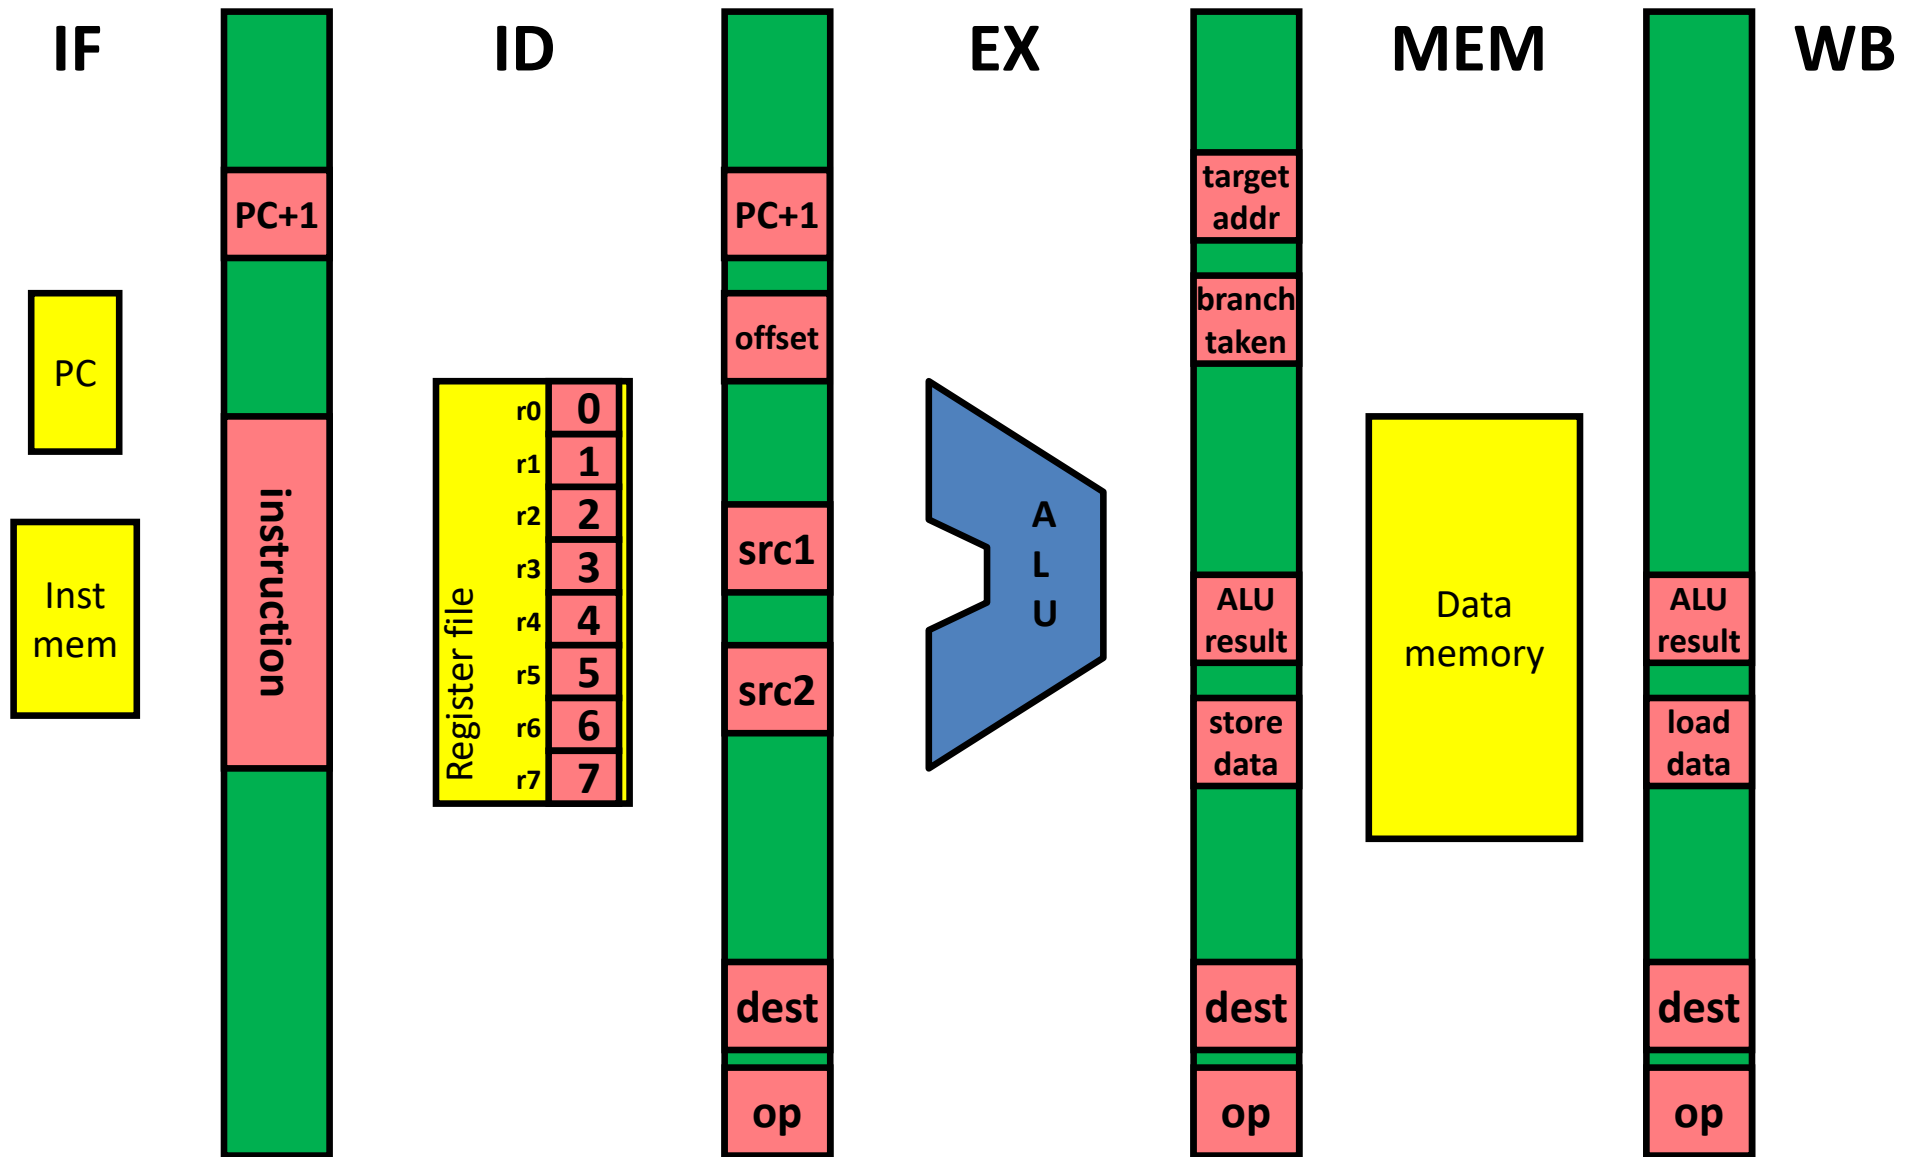 IF
ID
EX
MEM
WB
PC
Inst
mem
PC+1
instruction
Register file
r0 0
r1 1
r2 2
r3 3
r4 4
r5 5
r6 6
r7 7
PC+1
offset
src1
src2
dest
op
A
L
U
target
addr
branch
taken
ALU
result
store
data
dest
op
Data
memory
ALU
result
load
data
dest
op